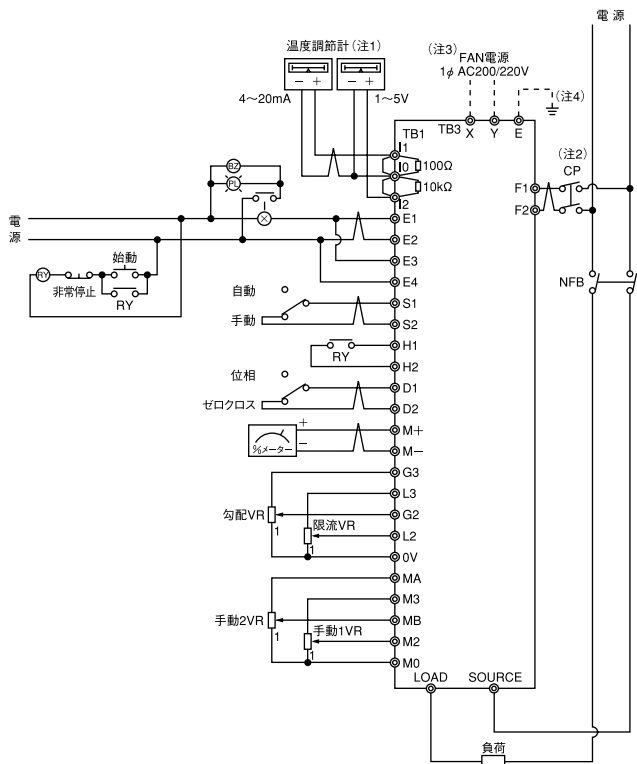 電源
温度調節計(注1)
(注3)
FAN電源
1φ AC200/220V
(注4)
− +
− +
4～20mA
1～5V
TB1
TB3
X
Y
E
I1
I0
I2
100Ω
10kΩ
(注2)
CP
F1
F2
BZ
PL
電源
E1
E2
E3
E4
RY
非常停止
始動
RY
NFB
自動
手動
S1
S2
RY
H1
H2
位相
ゼロクロス
D1
D2
%メーター
+
−
M+
M−
G3
L3
勾配VR
1
G2
限流VR
1
L2
0V
MA
M3
手動2VR
1
MB
手動1VR
1
M2
M0
LOAD
SOURCE
負荷